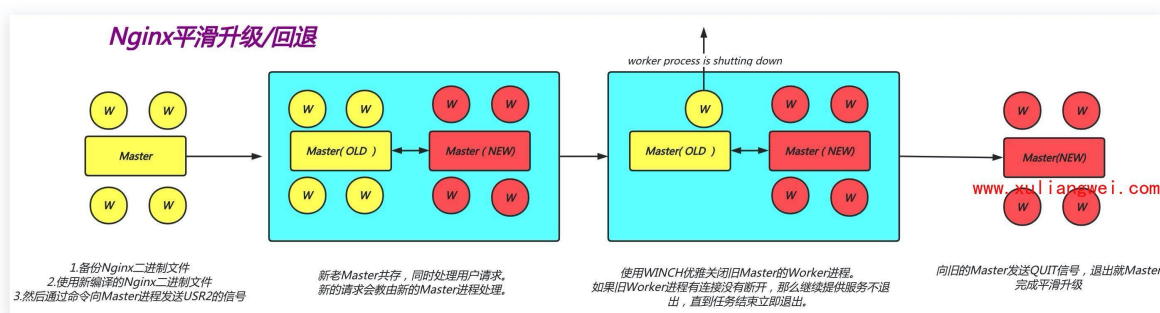 Nginx平滑升级/回退
worker process is shutting down
W W
W W
W W
W
W W
W W
Master
Master( OLD ）
Master ( NEW)
Master( OLD ）
Master ( NEW)
Master(NEW)
www.xuliangwei.com
W W
W W
W W
W W
W W
1.备份Nginx二进制文件
2.使用新编译的Nginx二进制文件
3.然后通过命令向Master进程发送USR2的信号
新老Master共存，同时处理用户请求。
新的请求会教由新的Master进程处理。
使用WINCH优雅关闭旧Master的Worker进程。
如果旧Worker进程有连接没有断开，那么继续提供服务不退
出，直到任务结束立即退出。
向旧的Master发送QUIT信号，退出就Master
完成平滑升级